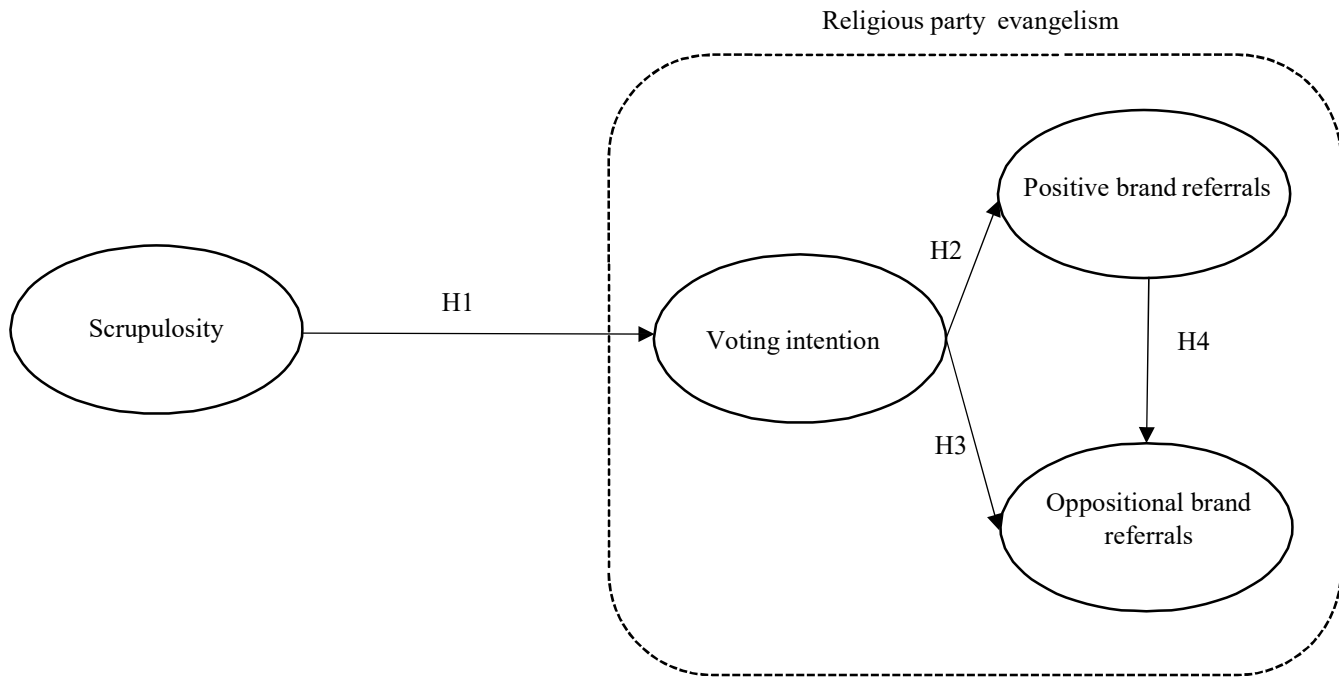 Religious party evangelism
Positive brand referrals
H2
H1
Scrupulosity
Voting intention
H4
H3
Oppositional brand
referrals